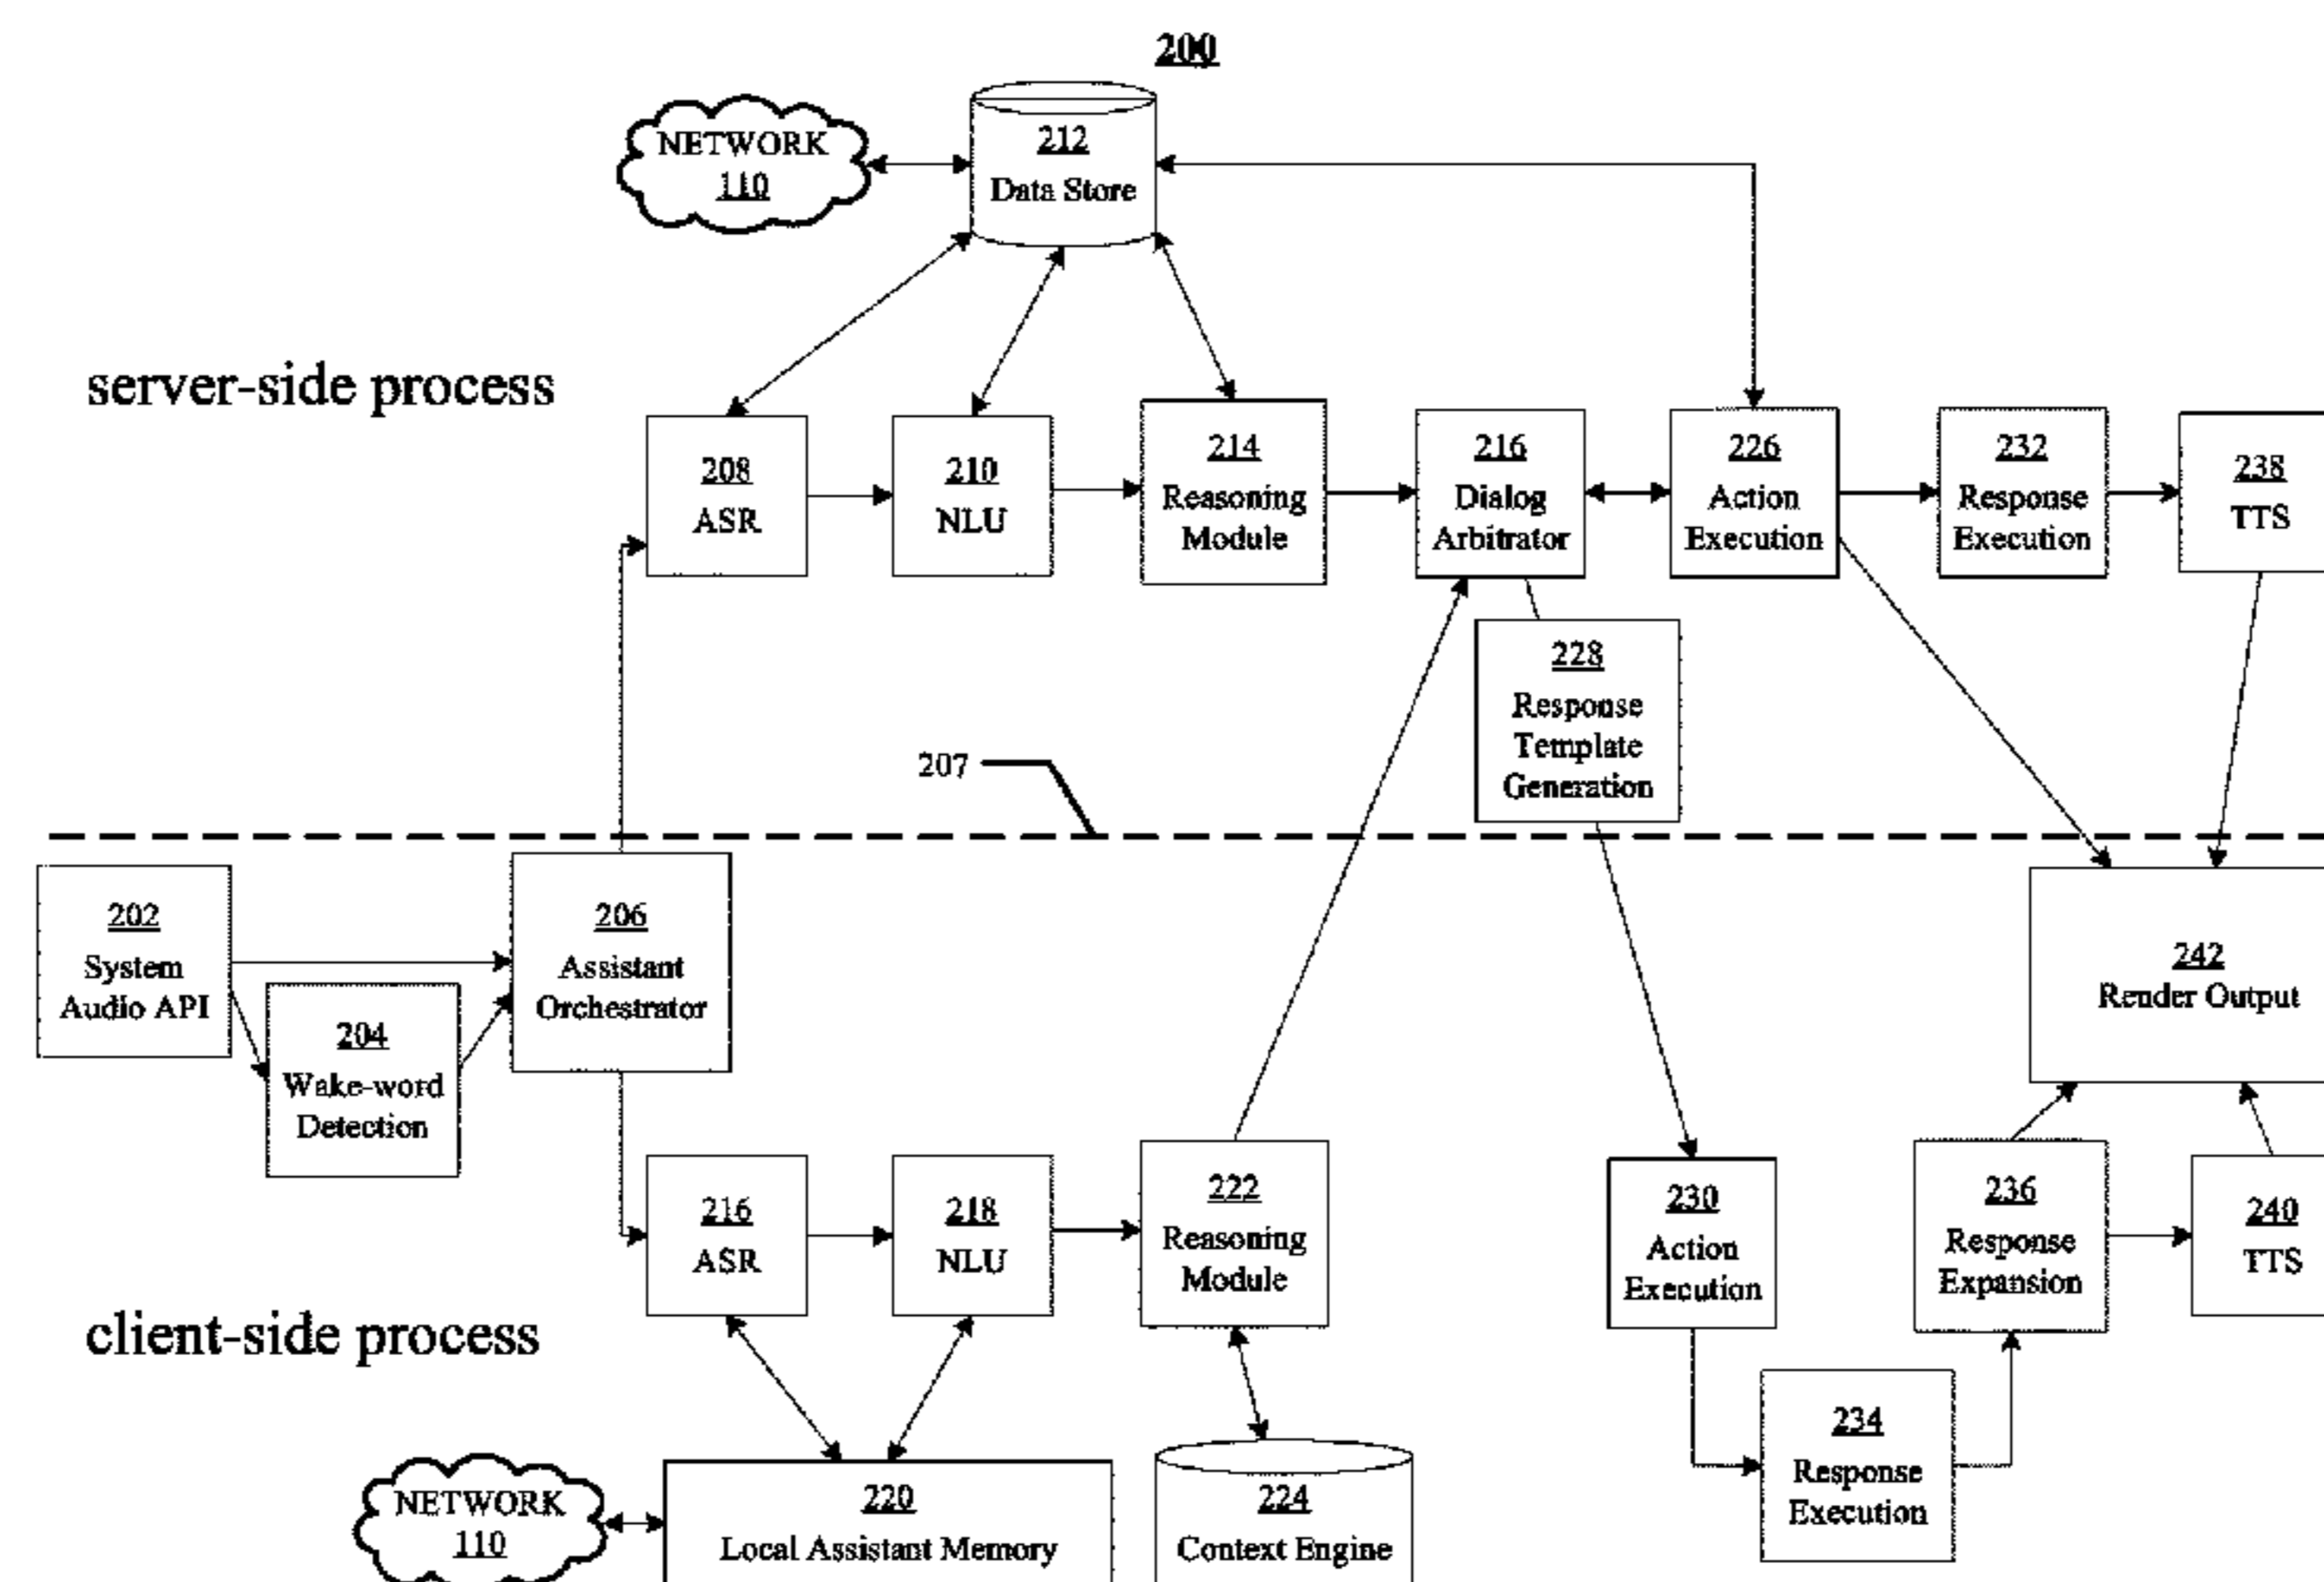 200
NETWORK
110
212
Data Store
server-side process
208
ASR
210
NLU
214
Reasoning
Module
216
Dialog
Arbitrator
226
Action
Execution
232
Response
Execution
238
TTS
228
Response
Template
Generation
207
202
System
Audio API
204
Wake-word
Detection
206
Assistant
Orchestrator
242
Render Output
216
ASR
218
NLU
222
Reasoning
Module
230
Action
Execution
236
Response
Expansion
240
TTS
client-side process
234
Response
Execution
NETWORK
110
220
Local Assistant Memory
224
Context Engine